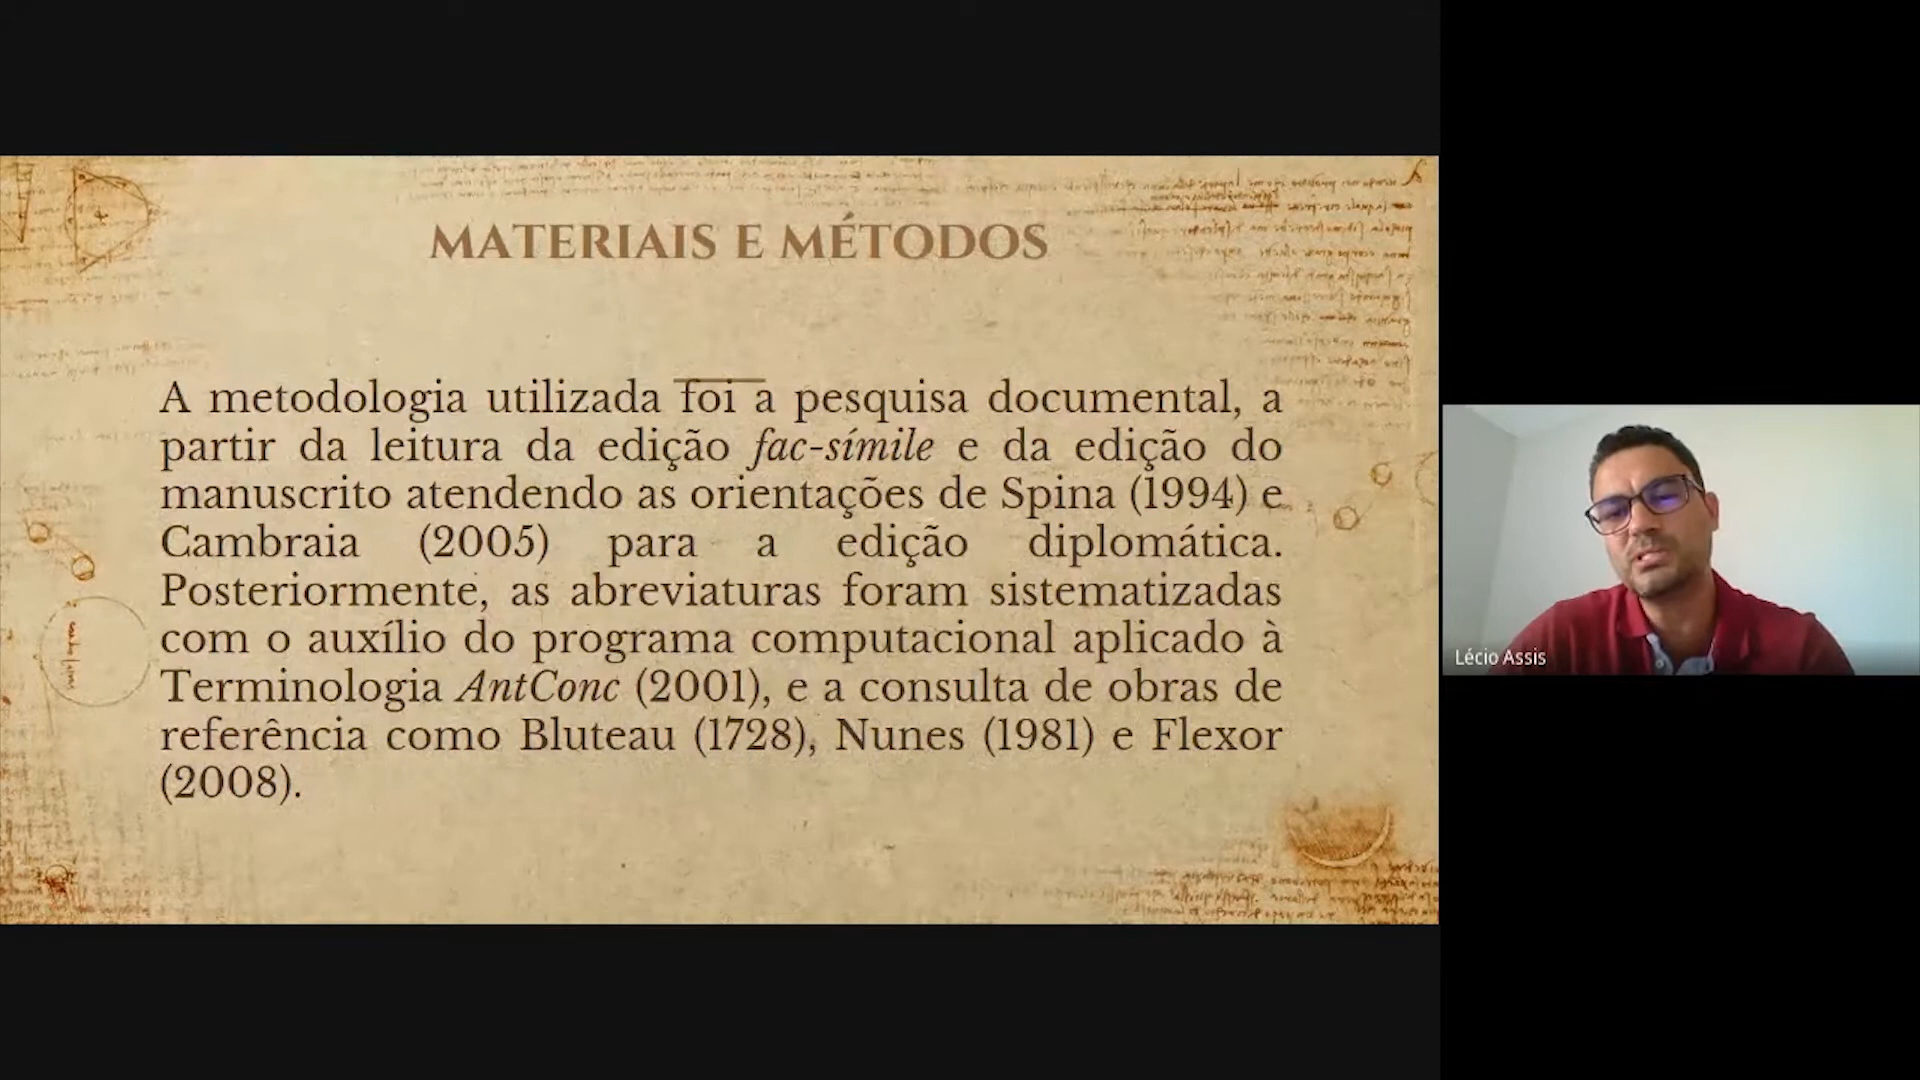 MATERIAIS E MÉTODOS
A metodologia utilizada foi a pesquisa documental, a
partir da leitura da edição fac-símile e da edição do
manuscrito atendendo as orientações de Spina (1994) e
Cambraia (2005) para a edição diplomática.
Posteriormente, as abreviaturas foram sistematizadas
com o auxílio do programa computacional aplicado à
Terminologia AntConc (2001), e a consulta de obras de
referência como Bluteau (1728), Nunes (1981) e Flexor
(2008).
Lécio Assis